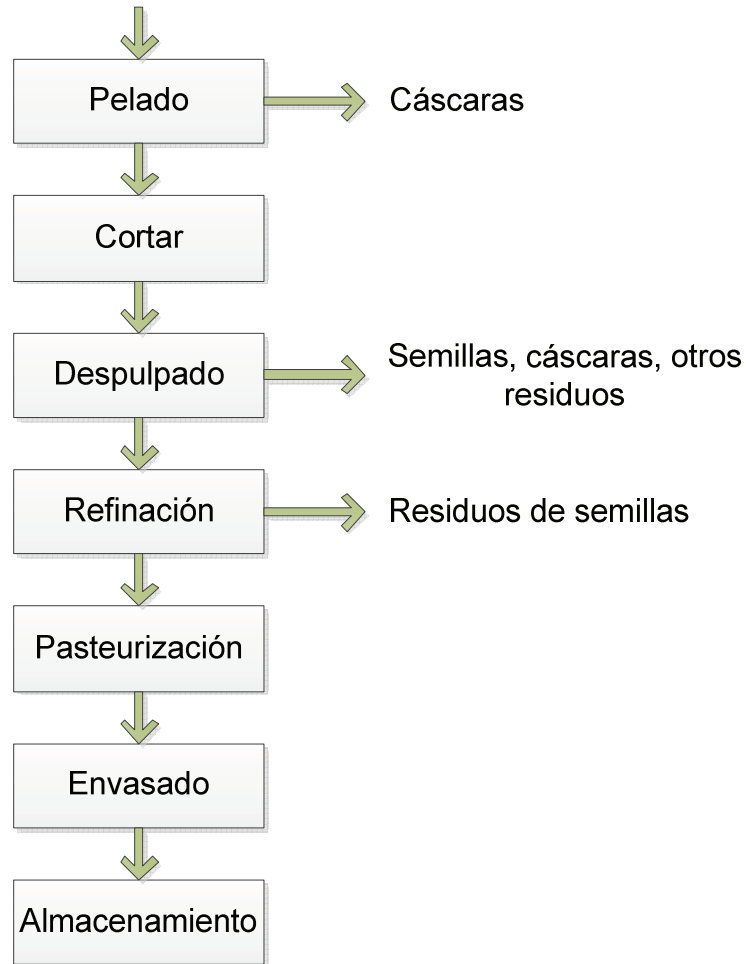 Pelado
Cáscaras
Cortar
Despulpado
Semillas, cáscaras, otros
residuos
Refinación
Residuos de semillas
Pasteurización
Envasado
Almacenamiento